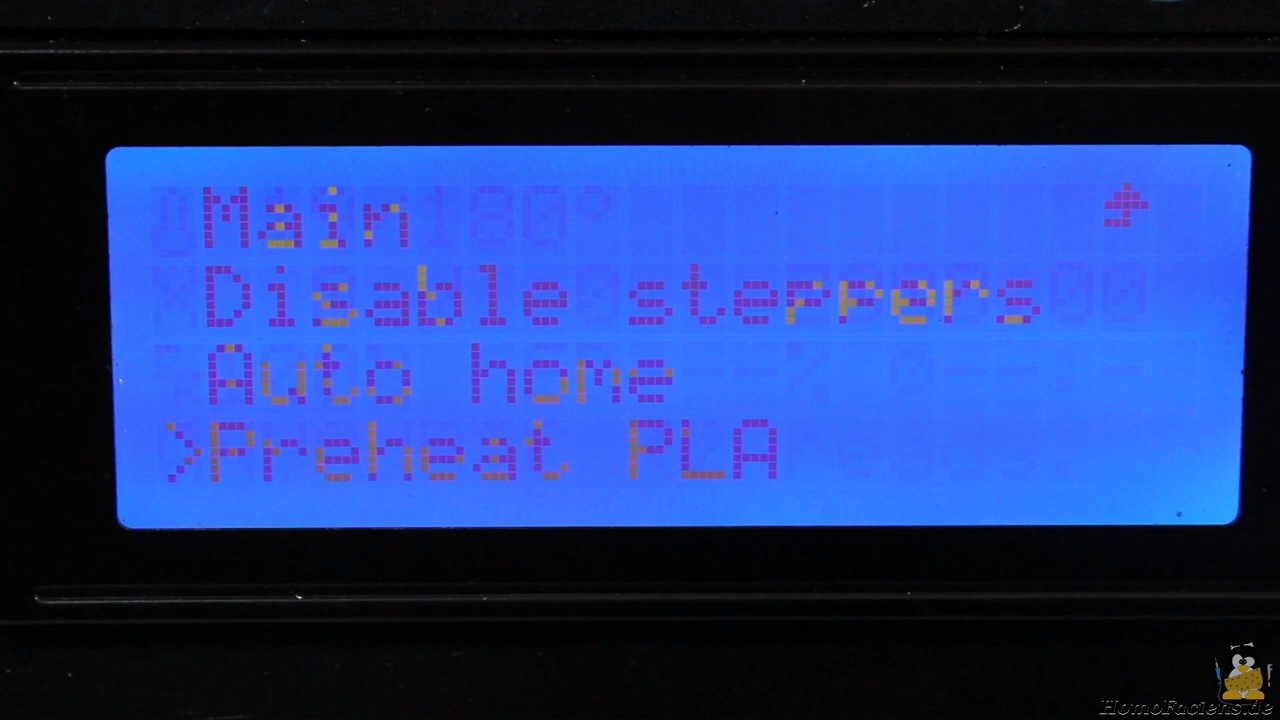 Main
Disable steppers
Auto home
>Preheat PLA
HomoFaciens.de